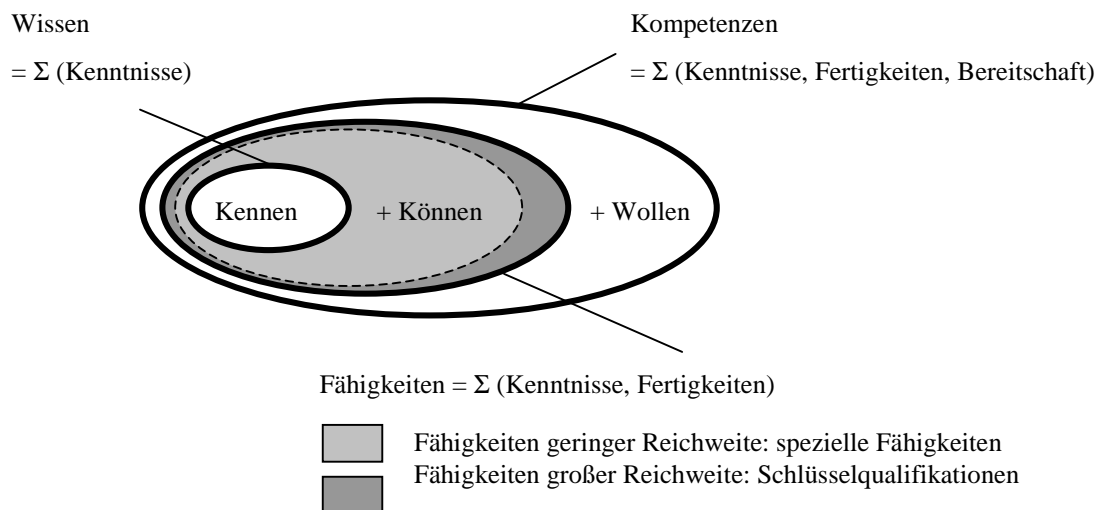 Wissen
= Σ (Kenntnisse)
Kompetenzen
= Σ (Kenntnisse, Fertigkeiten, Bereitschaft)
Kennen
+ Können
+ Wollen
Fähigkeiten = Σ (Kenntnisse, Fertigkeiten)
Fähigkeiten geringer Reichweite: spezielle Fähigkeiten
Fähigkeiten großer Reichweite: Schlüsselqualifikationen